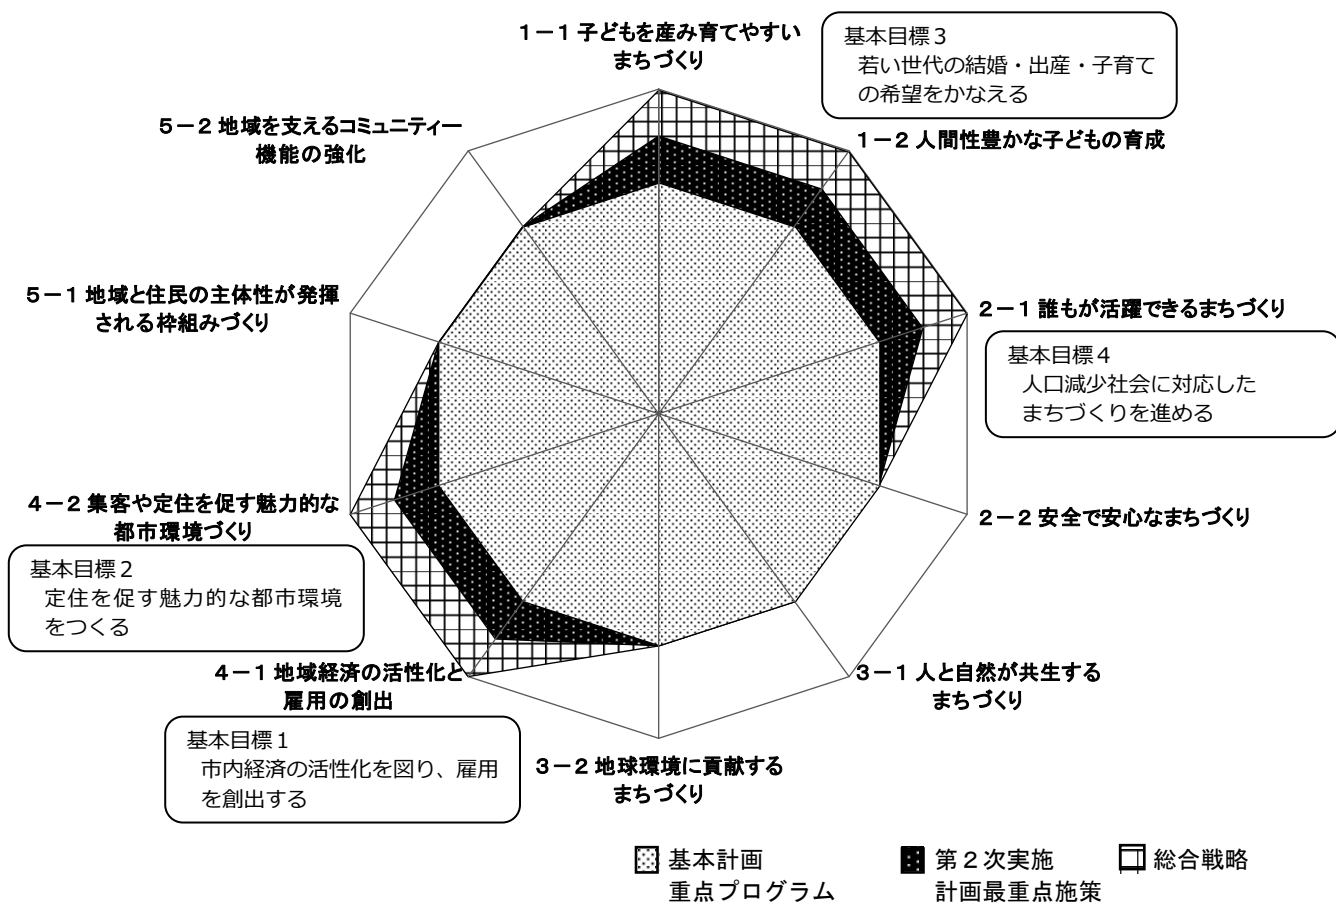 1－1 子どもを産み育てやすい
まちづくり
基本目標３
若い世代の結婚・出産・子育て
の希望をかなえる
1－2 人間性豊かな子どもの育成
2－1 誰もが活躍できるまちづくり
基本目標４
人口減少社会に対応した
まちづくりを進める
2－2 安全で安心なまちづくり
3－1 人と自然が共生する
まちづくり
3－2 地球環境に貢献する
まちづくり
4－1 地域経済の活性化と
雇用の創出
基本目標１
市内経済の活性化を図り、雇用
を創出する
4－2 集客や定住を促す魅力的な
都市環境づくり
基本目標２
定住を促す魅力的な都市環境
をつくる
5－1 地域と住民の主体性が発揮
される枠組みづくり
5－2 地域を支えるコミュニティー
機能の強化
基本計画
重点プログラム
第２次実施
計画最重点施策
総合戦略